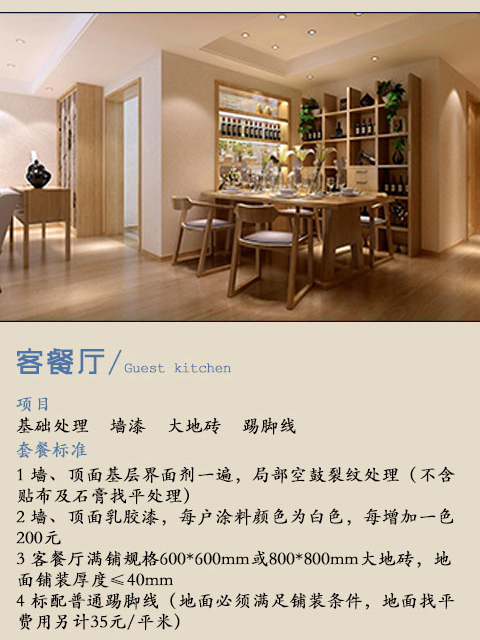 客餐厅/Guest kitchen
项目
基础处理 墙漆 大地砖 踢脚线
套餐标准
1 墙、顶面基层界面剂一遍，局部空鼓裂纹处理（不含
贴布及石膏找平处理）
2 墙、顶面乳胶漆，每户涂料颜色为白色，每增加一色
200元
3 客餐厅满铺规格600*600mm或800*800mm大地砖，地
面铺装厚度≤40mm
4 标配普通踢脚线（地面必须满足铺装条件，地面找平
费用另计35元/平米）